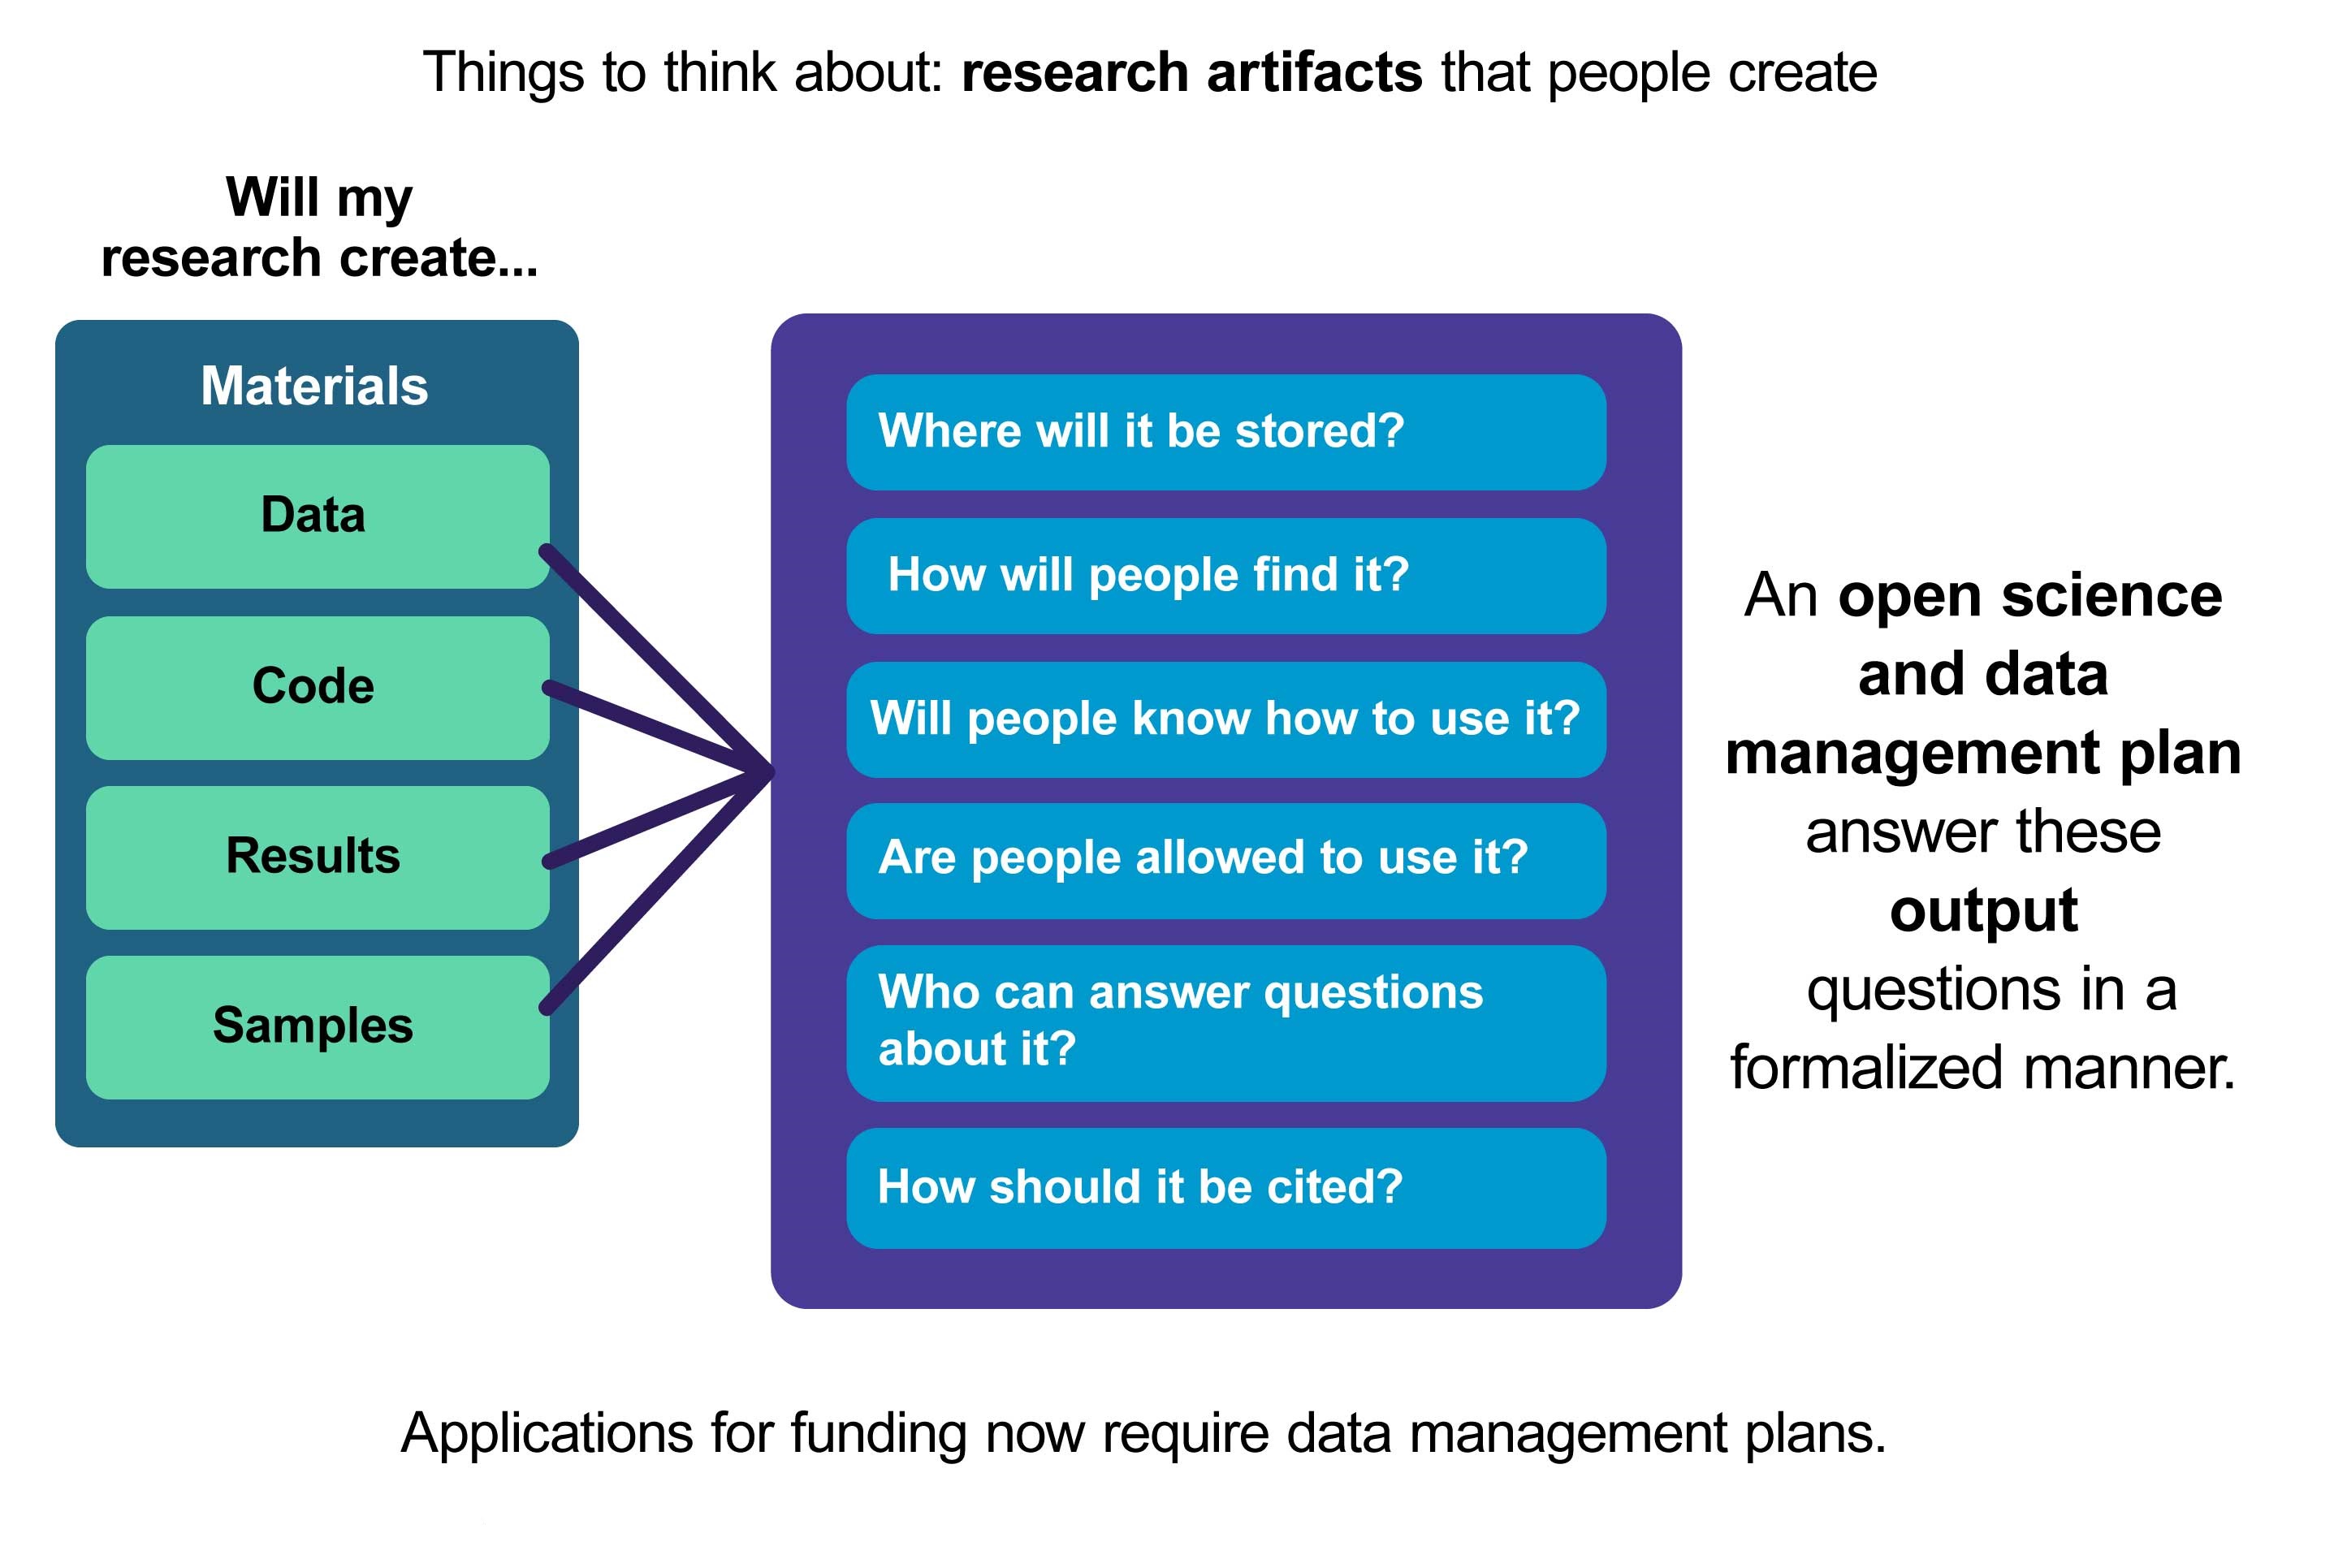 Things to think about: research artifacts that people create
Will my
research create...
Materials
Data
Code
Results
Samples
Where will it be stored?
How will people find it?
Will people know how to use it?
Are people allowed to use it?
Who can answer questions
about it?
How should it be cited?
An open science
and data
management plan
answer these
output
questions in a
formalized manner.
Applications for funding now require data management plans.